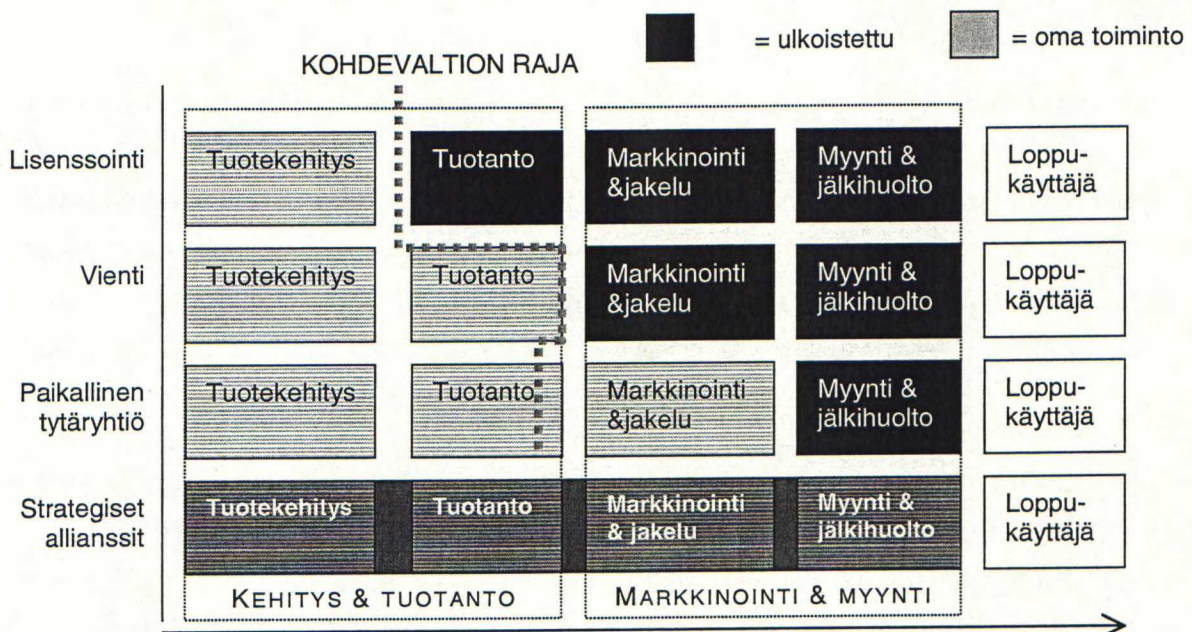 = ulkoistettu
= oma toiminto
KOHDEVALTION RAJA
Lisenssointi
Tuotekehitys
Tuotanto
Markkinointi
&jakelu
Myynti &
jälkihuolto
Loppu-
käyttäjä
Vienti
Tuotekehitys
Tuotanto
Markkinointi
&jakelu
Myynti &
jälkihuolto
Loppu-
käyttäjä
Paikallinen
tytäryhtiö
Tuotekehitys
Tuotanto
Markkinointi
&jakelu
Myynti &
jälkihuolto
Loppu-
käyttäjä
Strategiset
allianssit
Tuotekehitys
Tuotanto
Markkinointi
& jakelu
Myynti &
jälkihuolto
Loppu-
käyttäjä
KEHITYS & TUOTANTO
MARKKINOINTI & MYYNTI